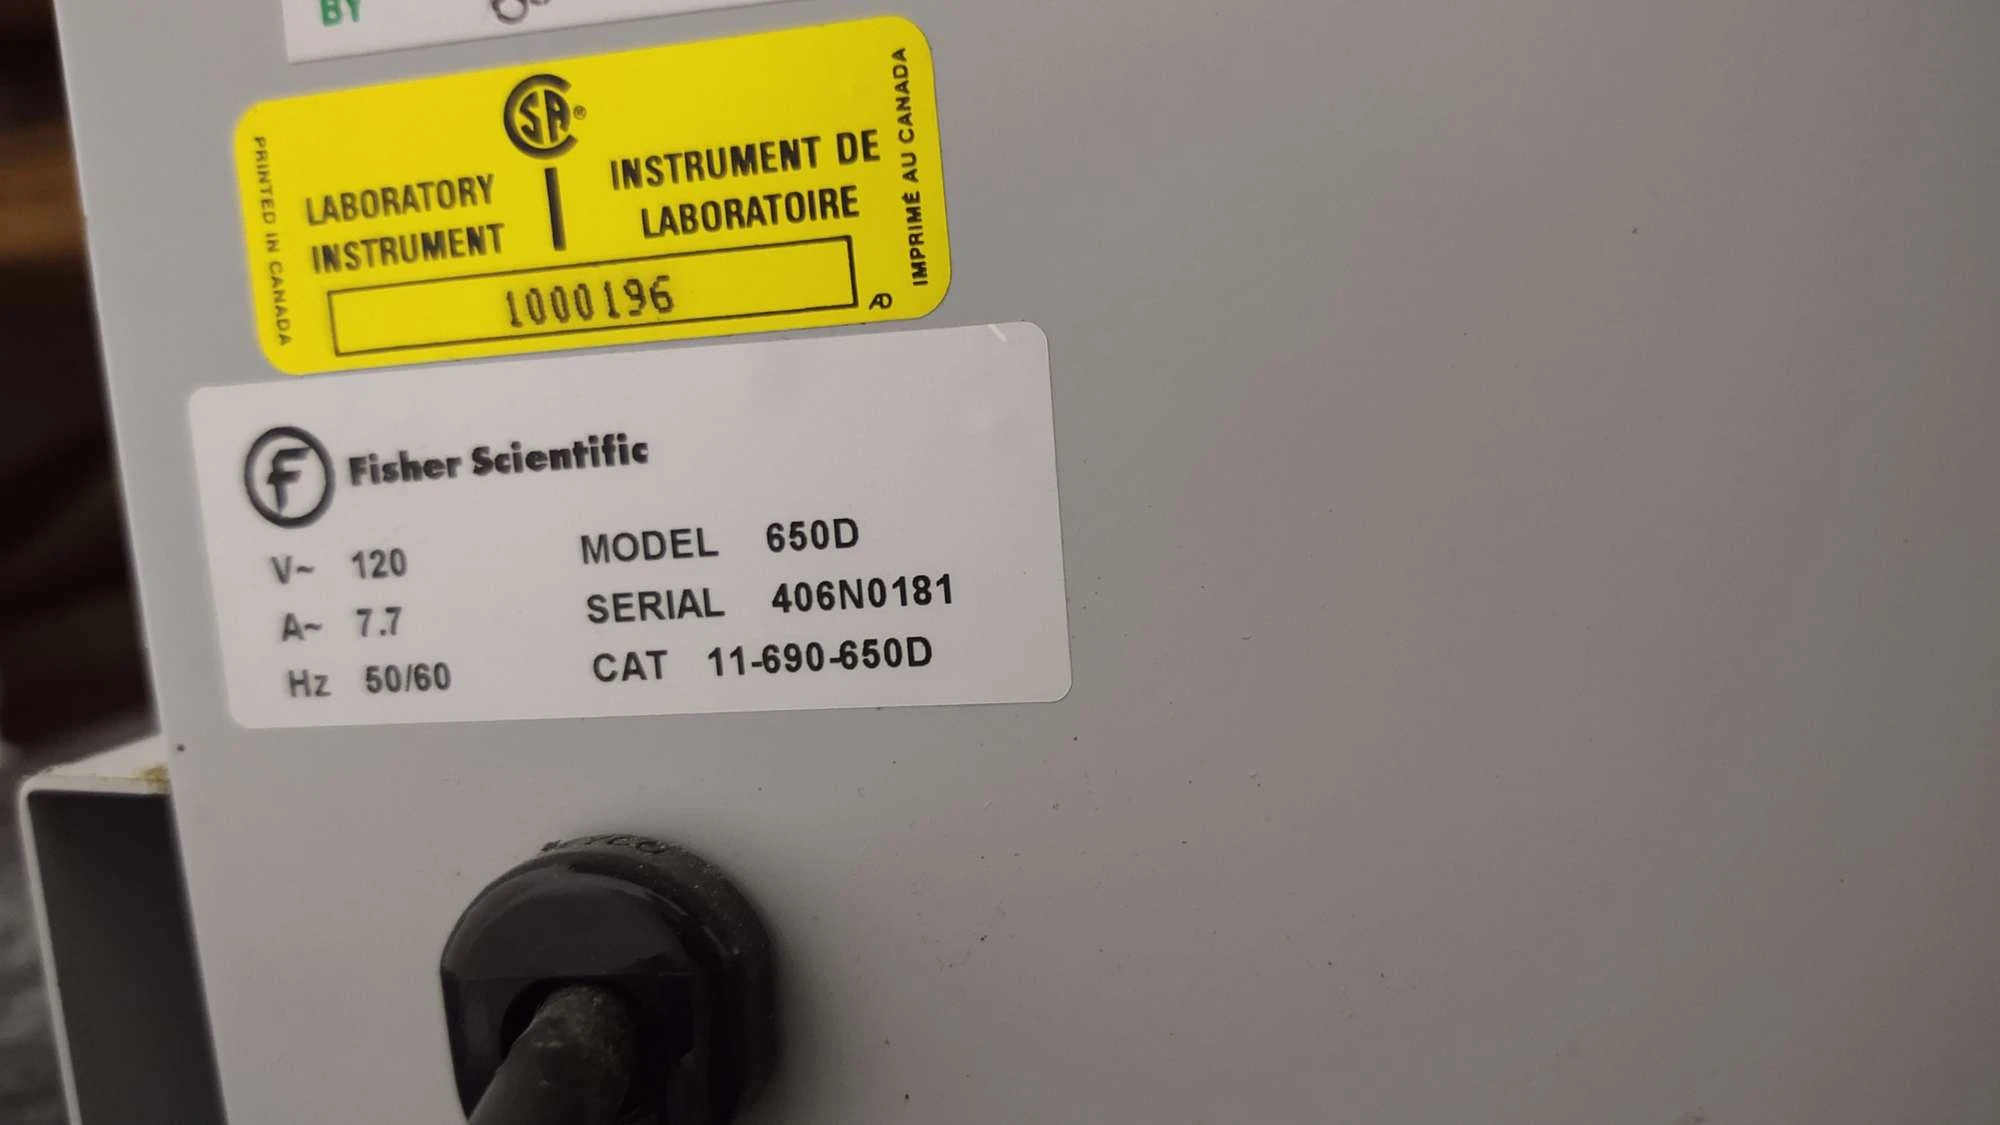 BY
CSA®
LABORATORY
INSTRUMENT
INSTRUMENT DE
LABORATOIRE
1000196
PRINTED IN CANADA
IMPRIMÉ AU CANADA
F Fisher Scientific
V~ 120
A~ 7.7
Hz 50/60
MODEL 650D
SERIAL 406N0181
CAT 11-690-650D